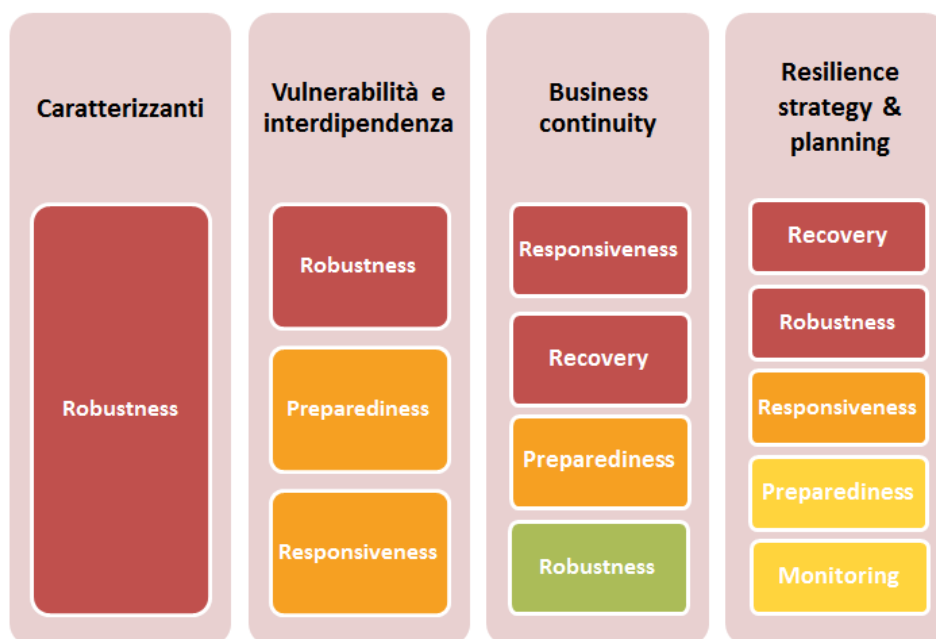 Caratterizzanti
Robustness
Vulnerabilità e
interdipendenza
Robustness
Preparediness
Responsiveness
Business
continuity
Responsiveness
Recovery
Preparediness
Robustness
Resilience
strategy &
planning
Recovery
Robustness
Responsiveness
Preparediness
Monitoring